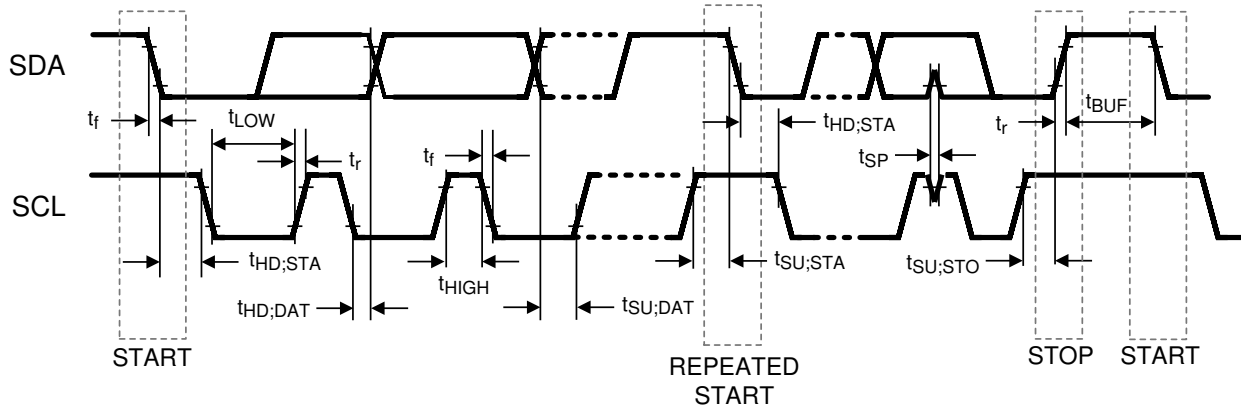 SDA
t_f
t_LOW
t_r
t_f
t_HD;STA
t_SP
t_r
t_BUF
SCL
t_HD;STA
t_HD;DAT
t_HIGH
t_SU;DAT
t_SU;STA
t_SU;STO
START
REPEATED
START
STOP
START